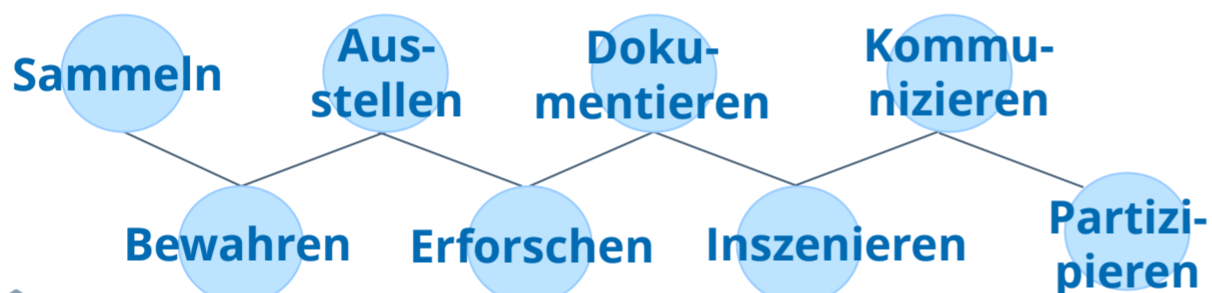 Sammeln
Aus-
stellen
Doku-
mentieren
Kommu-
nizieren
Bewahren
Erforschen
Inszenieren
Partizi-
pieren